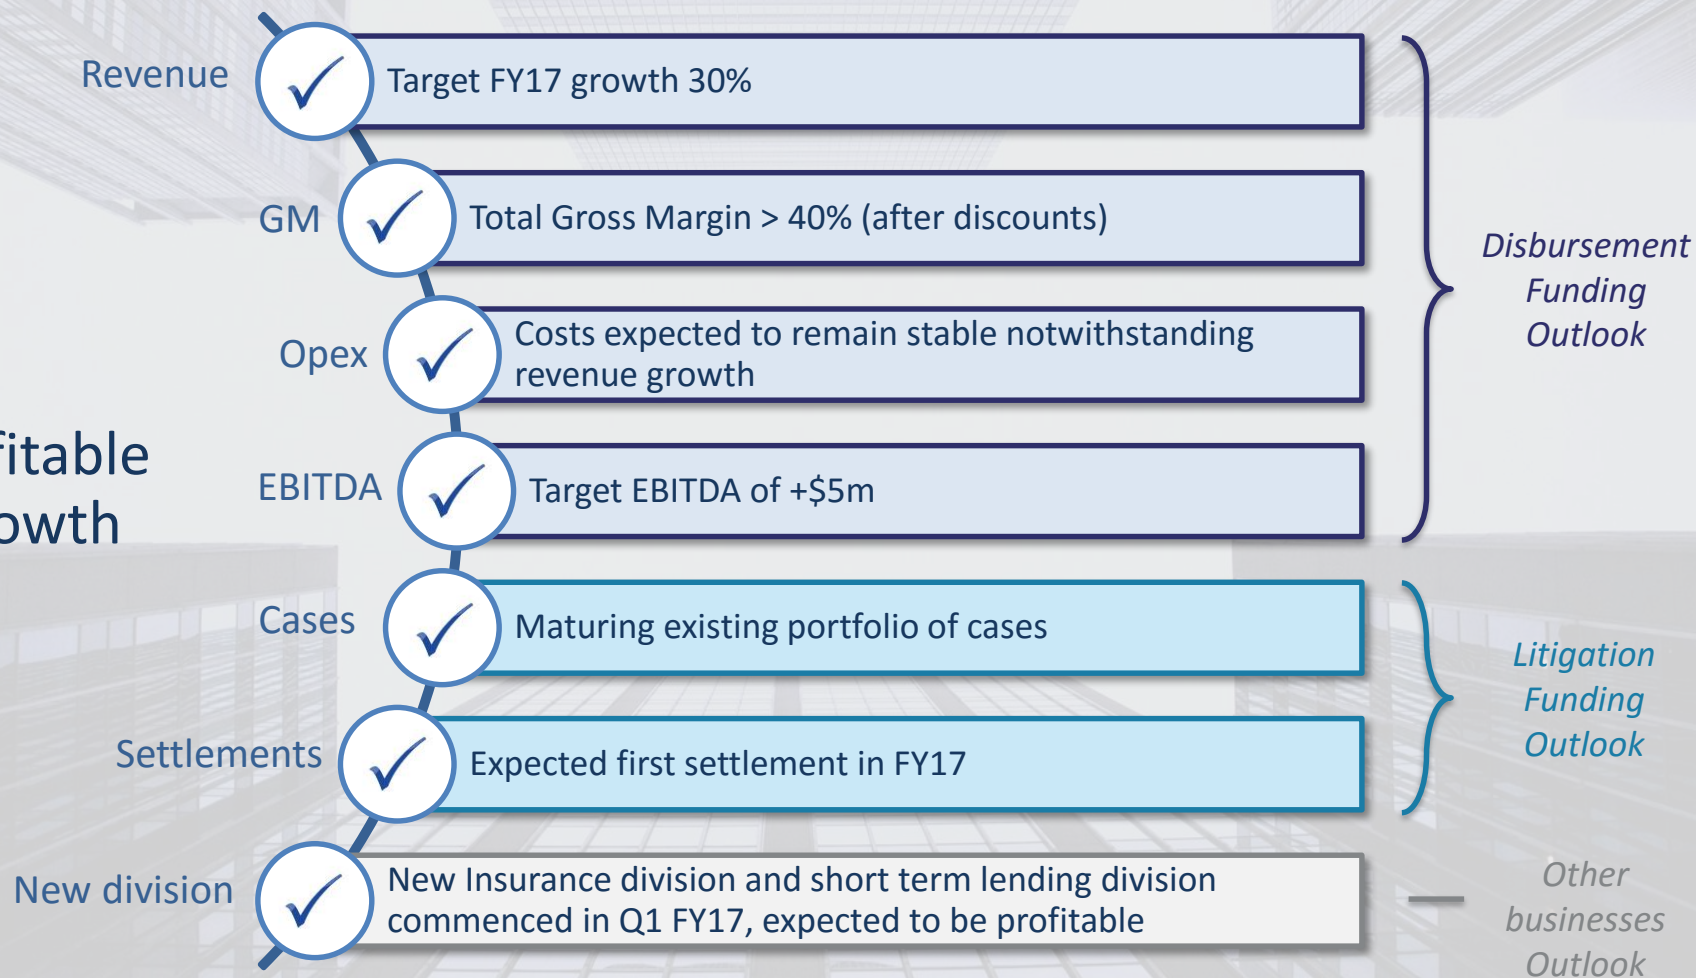 Revenue
Target FY17 growth 30%
GM
Total Gross Margin > 40% (after discounts)
Opex
Costs expected to remain stable notwithstanding
revenue growth
Disbursement
Funding
Outlook
EBITDA
Target EBITDA of +$5m
Cases
Maturing existing portfolio of cases
Settlements
Expected first settlement in FY17
Litigation
Funding
Outlook
New division
New Insurance division and short term lending division
commenced in Q1 FY17, expected to be profitable
Other
businesses
Outlook